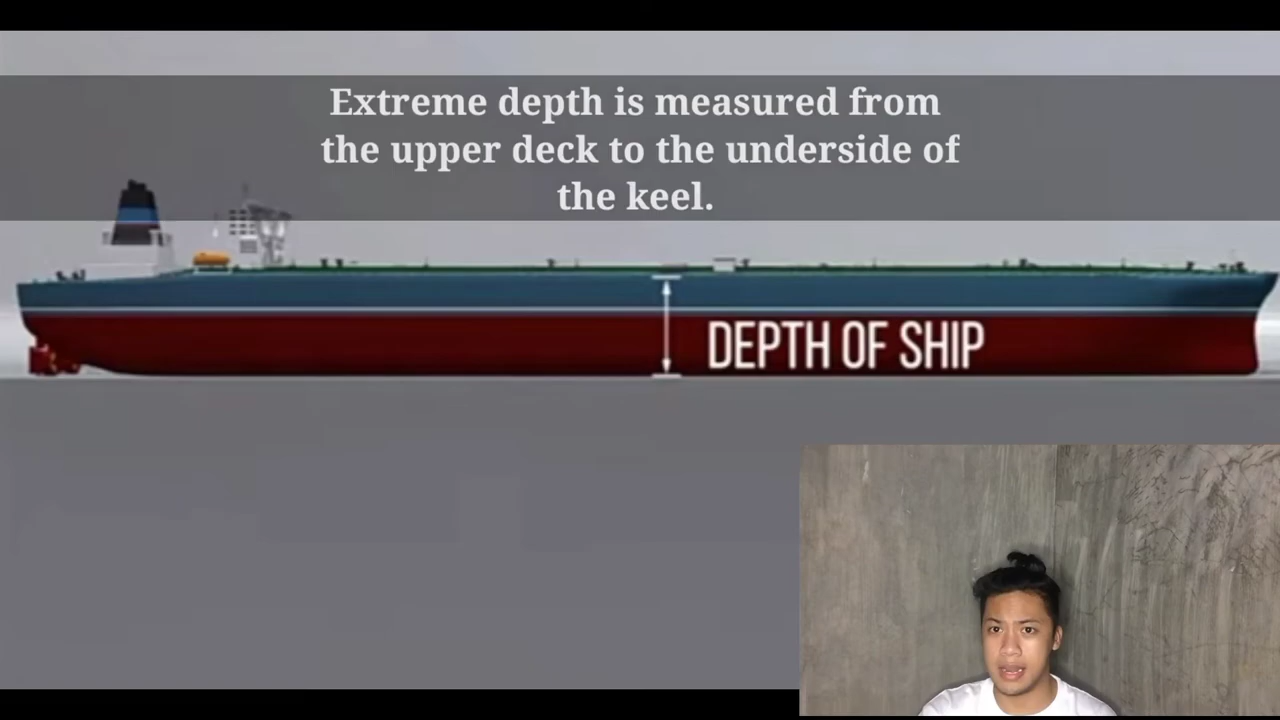 Extreme depth is measured from
the upper deck to the underside of
the keel.
DEPTH OF SHIP